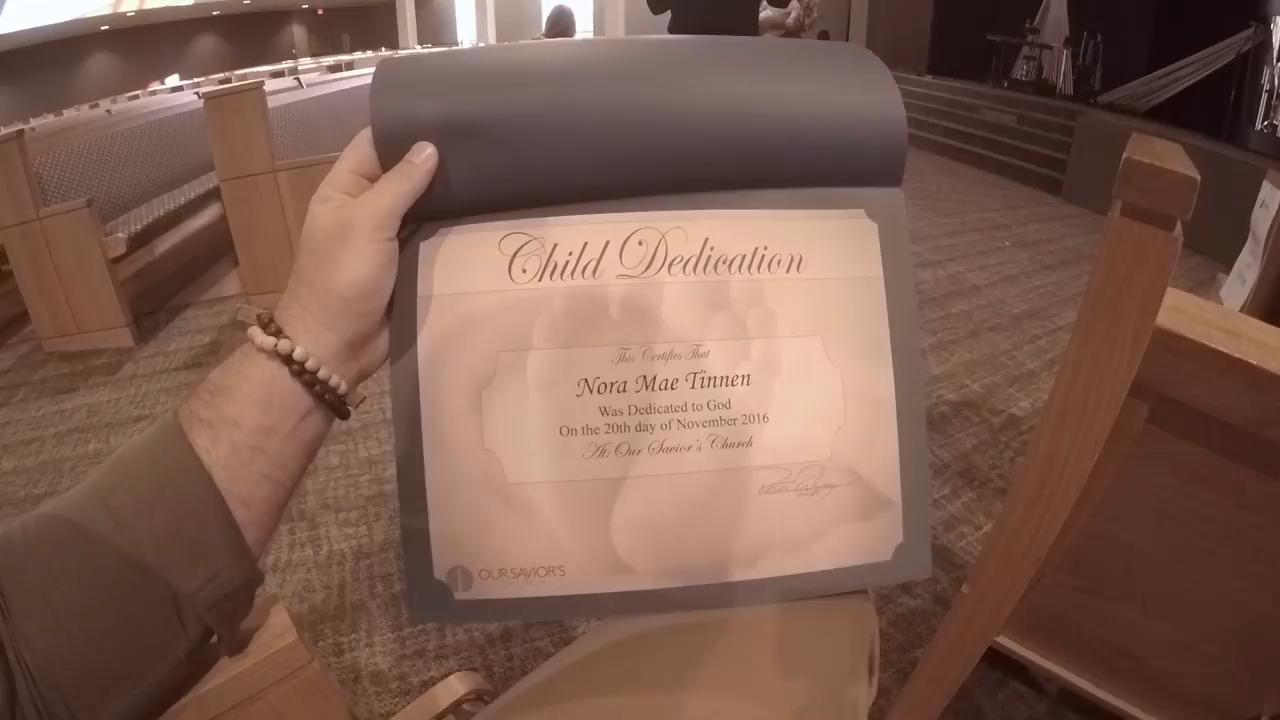 Child Dedication
This Certifies That
Nora Mae Tinnen
Was Dedicated to God
On the 20th day of November 2016
At: Our Savior's Church
OUR SAVIOR'S